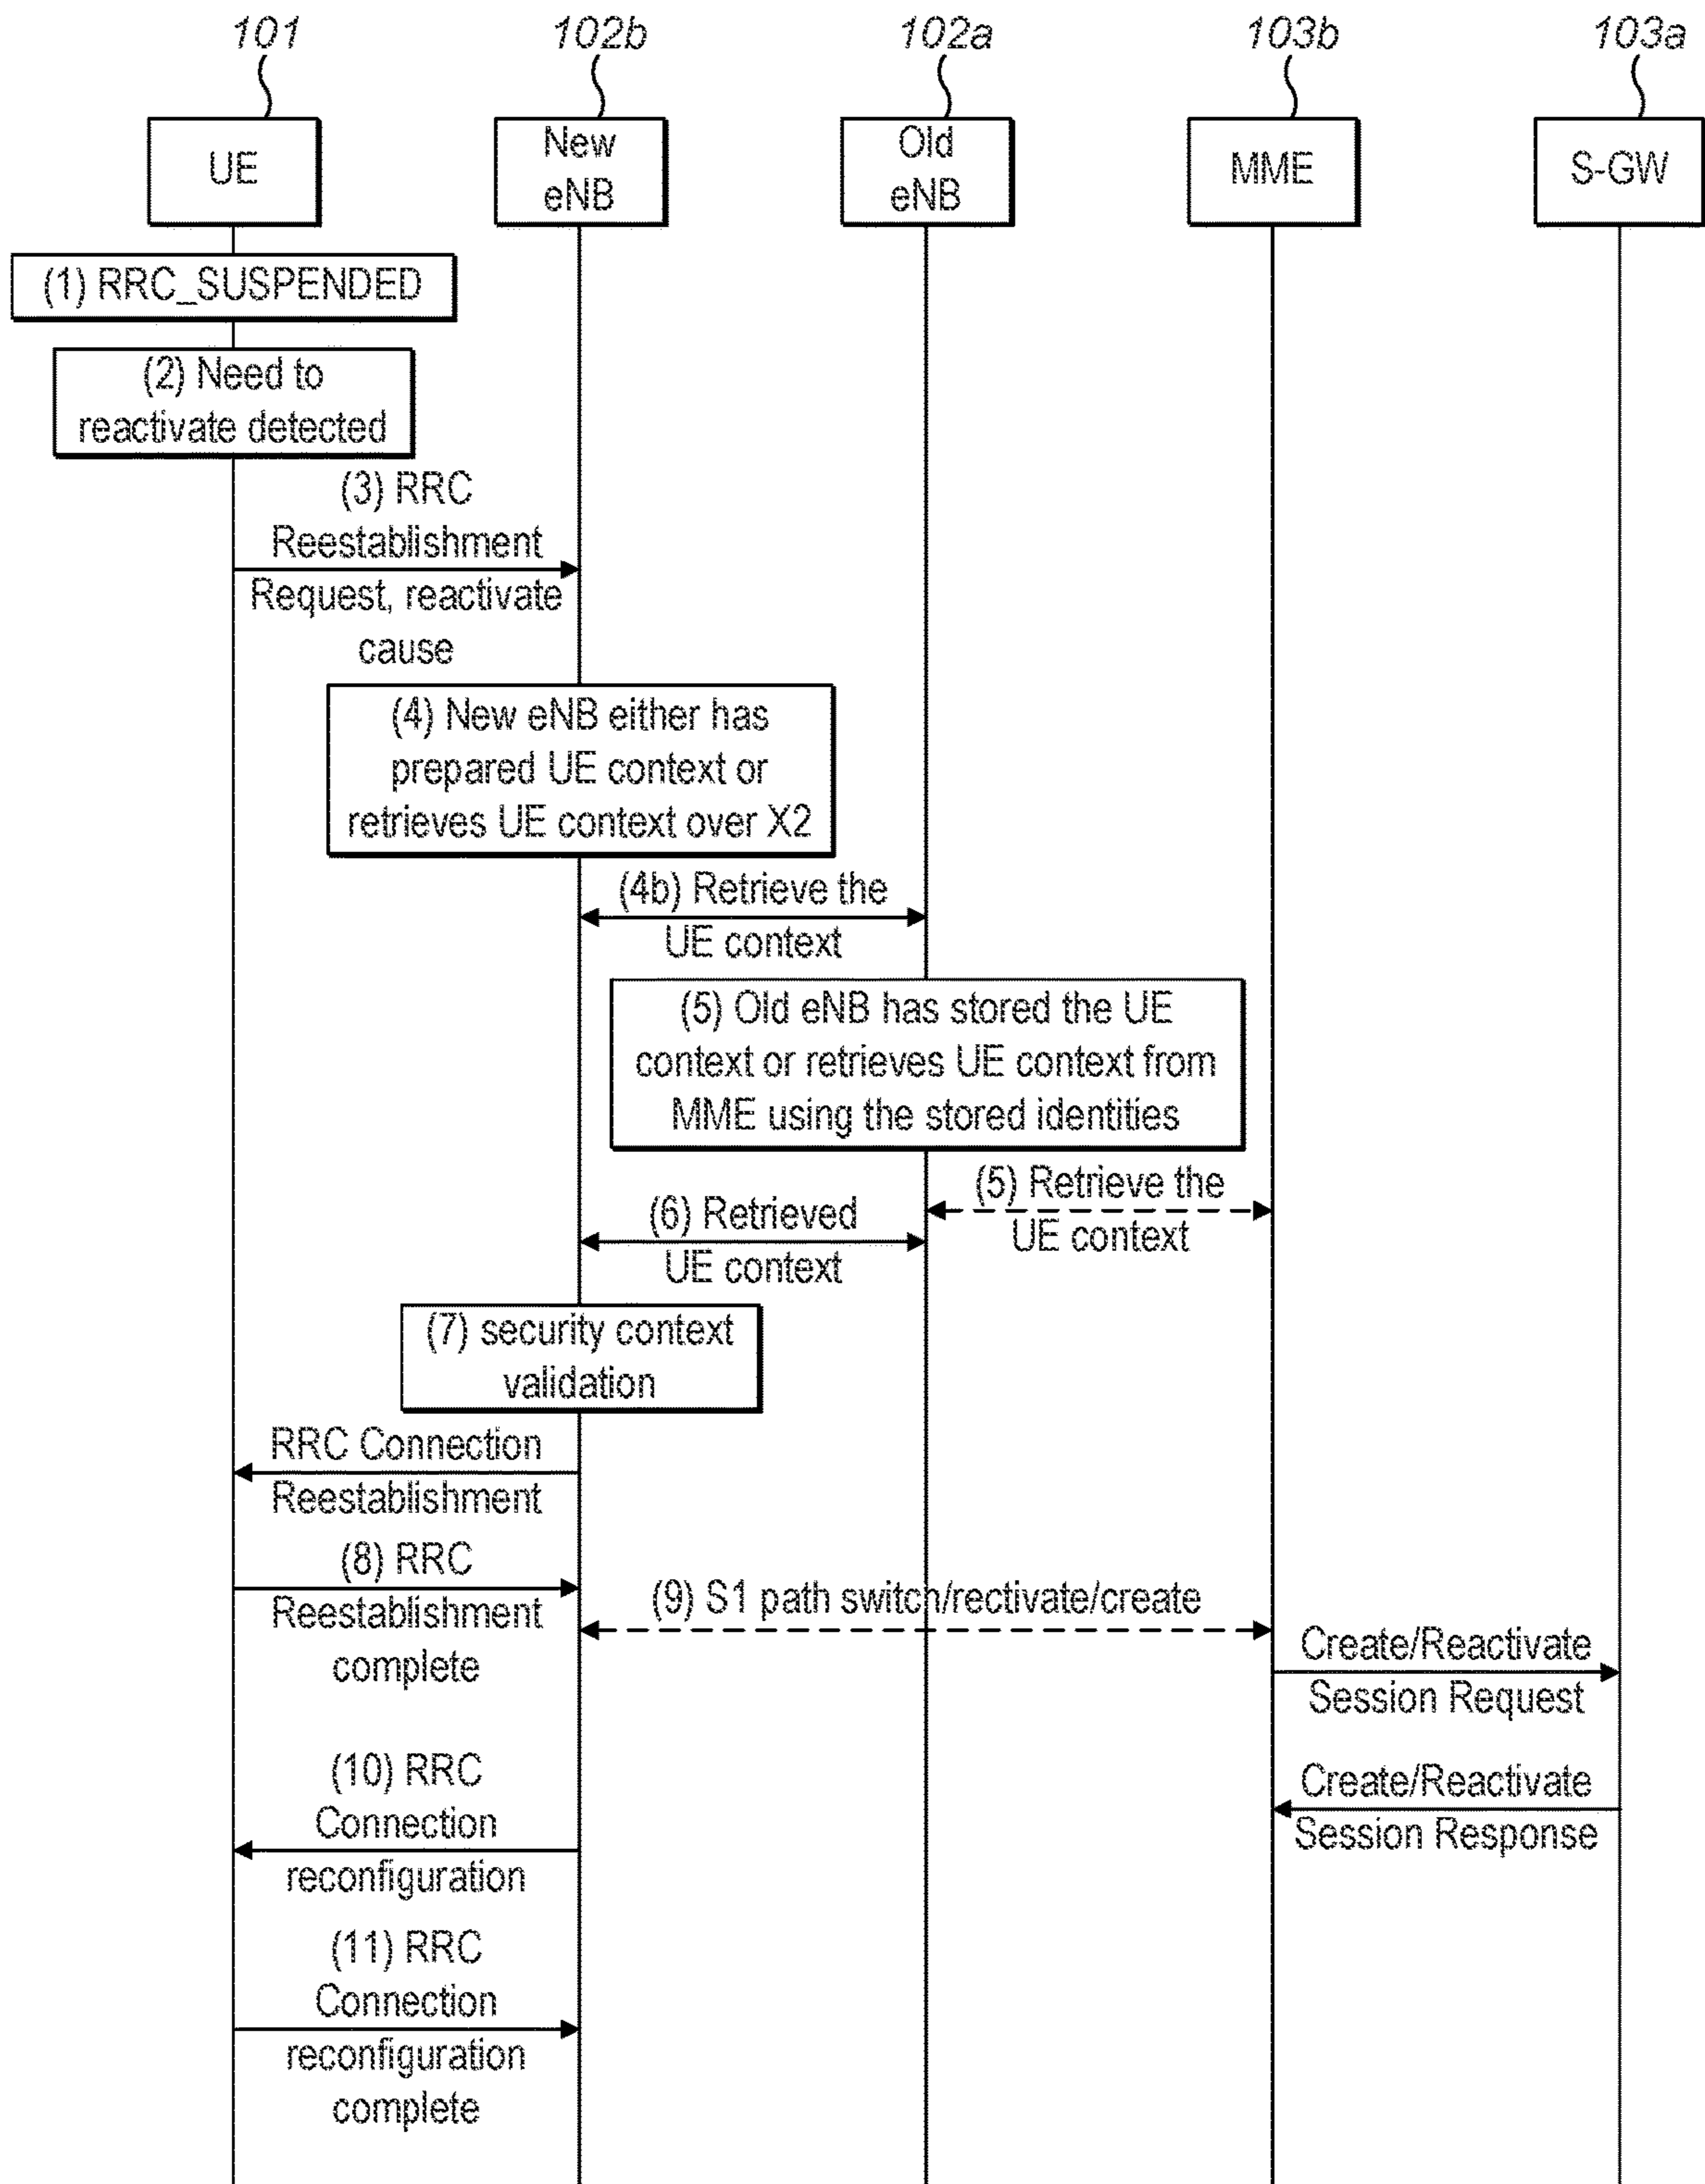 101
102b
102a
103b
103a
UE
New
eNB
Old
eNB
MME
S-GW
(1) RRC_SUSPENDED
(2) Need to
reactivate detected
(3) RRC
Reestablishment
Request, reactivate
cause
(4) New eNB either has
prepared UE context or
retrieves UE context over X2
(4b) Retrieve the
UE context
(5) Old eNB has stored the UE
context or retrieves UE context from
MME using the stored identities
(5) Retrieve the
UE context
(6) Retrieved
UE context
(7) security context
validation
RRC Connection
Reestablishment
(8) RRC
Reestablishment
complete
(9) S1 path switch/rectivate/create
Create/Reactivate
Session Request
Create/Reactivate
Session Response
(10) RRC
Connection
reconfiguration
(11) RRC
Connection
reconfiguration
complete